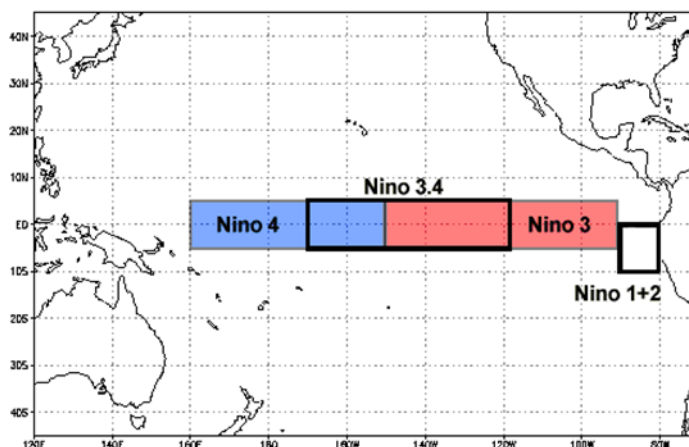 40N
30N
20N
10N
Nino 3.4
Nino 4
Nino 3
EQ
10S
Nino 1+2
20S
30S
40S
120E
140E
160E
180
160W
140W
120W
100W
80W